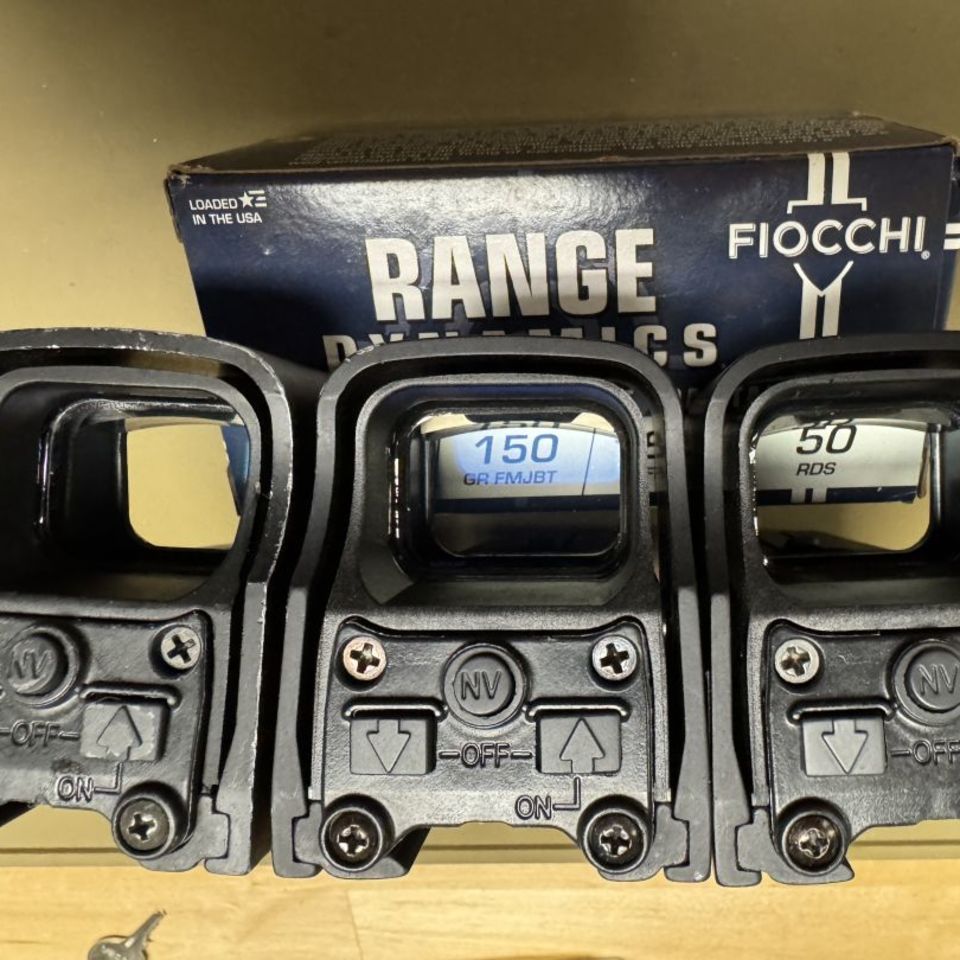 LOADED
IN THE USA
RANGE
DYNAMICS
FIOCCHI
150
GR FMJBT
50
RDS
NV
OFF
ON
NV
OFF
ON
NV
OFF